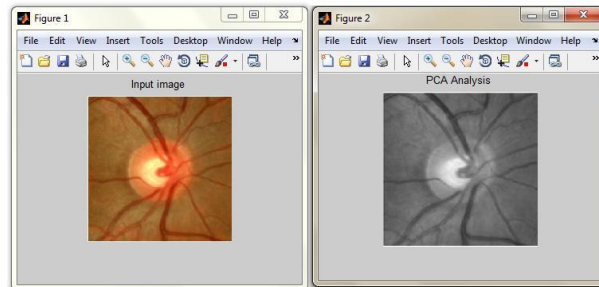 Figure 1
File Edit View Insert Tools Desktop Window Help
Input image
Figure 2
File Edit View Insert Tools Desktop Window Help
PCA Analysis